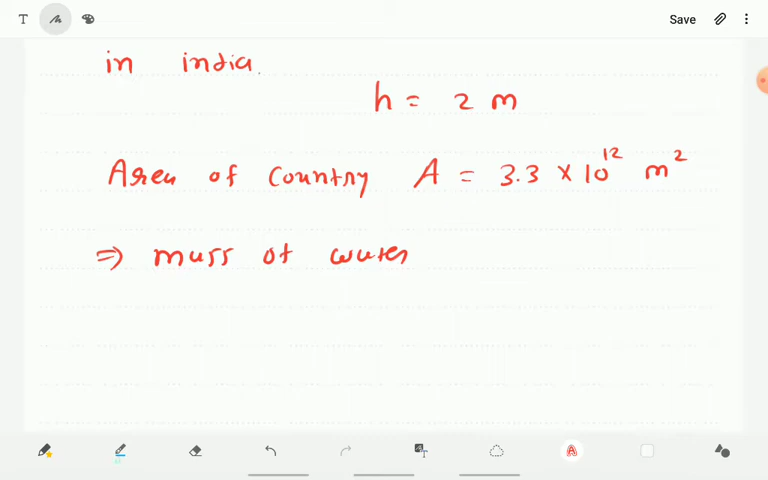 T Save
in india.
h = 2 m
Area of Country A = 3.3 × 10¹² m²
⇒ mass of water